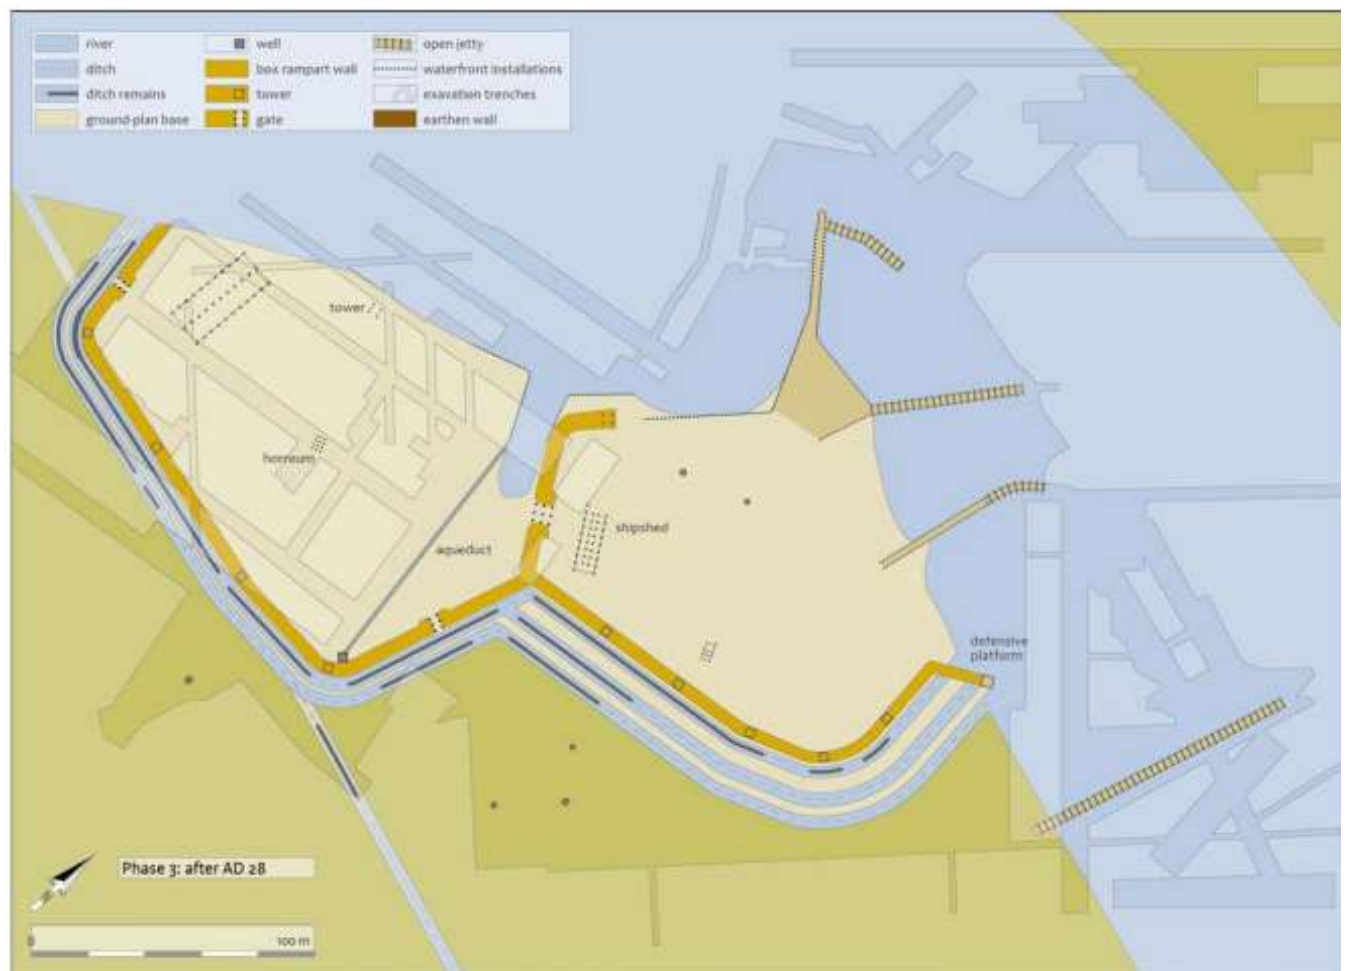 river
ditch
ditch remains
ground-plan base
well
box rampart wall
tower
gate
open jetty
waterfront installations
exavation trenches
earthen wall
tower
horreum
aqueduct
shipshed
defensive
platform
Phase 3: after AD 28
0 100 m